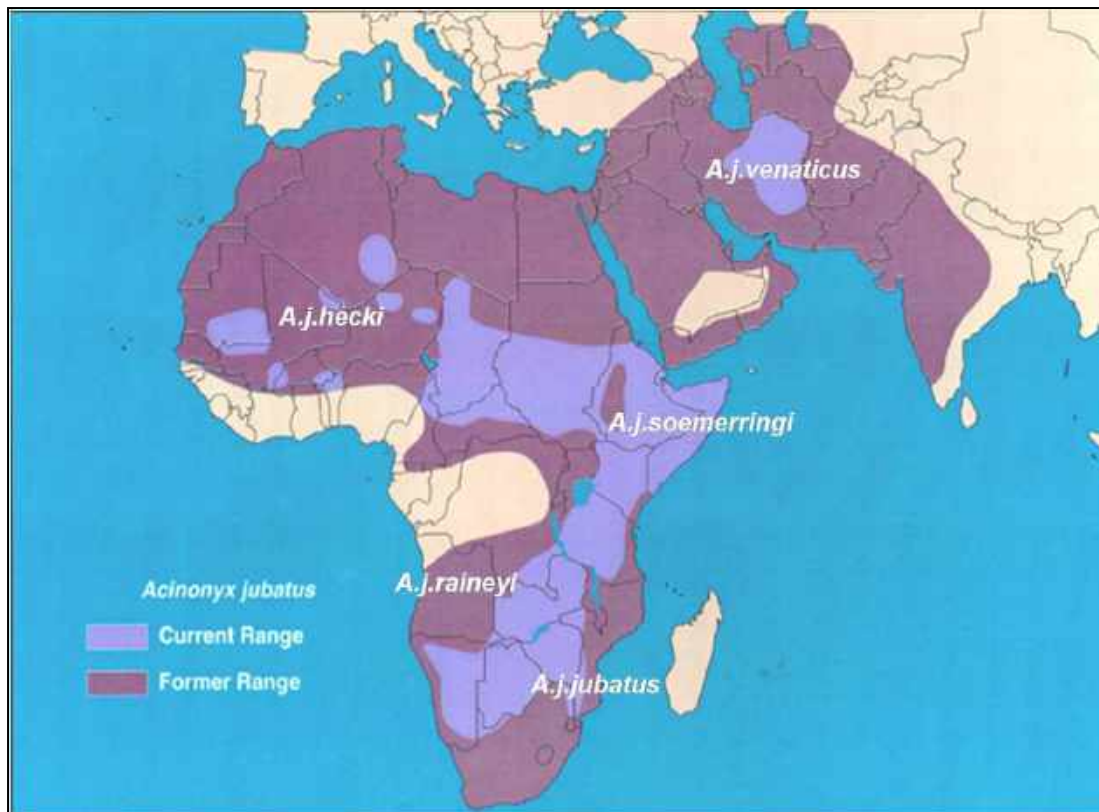 A.j.venaticus
A.j.hecki
A.j.soemerringi
A.j.raineyi
Acinonyx jubatus
Current Range
Former Range
A.j.jubatus